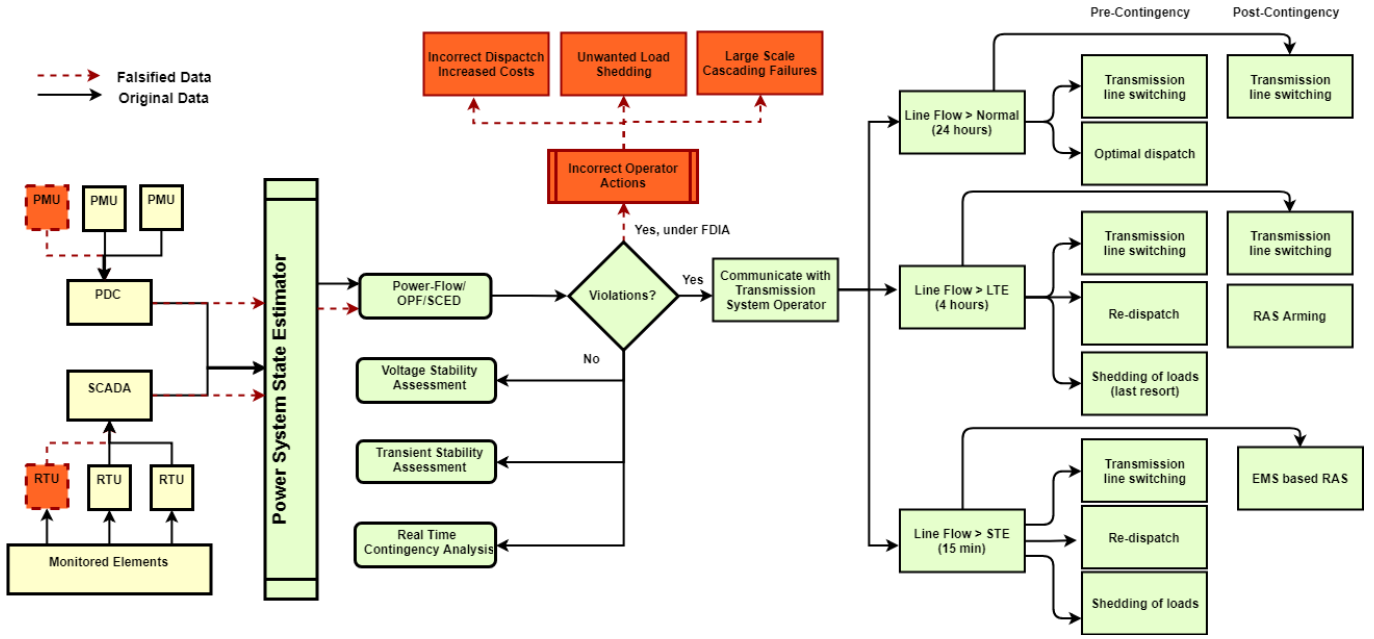 Pre-Contingency
Post-Contingency
Falsified Data
Original Data
Incorrect Dispactch
Increased Costs
Unwanted Load
Shedding
Large Scale
Cascading Failures
Incorrect Operator
Actions
Yes, under FDIA
PMU
PMU
PMU
PDC
SCADA
RTU
RTU
RTU
Monitored Elements
Power System State Estimator
Power-Flow/
OPF/SCED
Violations?
Yes
No
Voltage Stability
Assessment
Transient Stability
Assessment
Real Time
Contingency Analysis
Communicate with
Transmission
System Operator
Line Flow > Normal
(24 hours)
Transmission
line switching
Optimal dispatch
Transmission
line switching
Line Flow > LTE
(4 hours)
Transmission
line switching
Re-dispatch
Shedding of loads
(last resort)
Transmission
line switching
RAS Arming
Line Flow > STE
(15 min)
Transmission
line switching
Re-dispatch
Shedding of loads
EMS based RAS